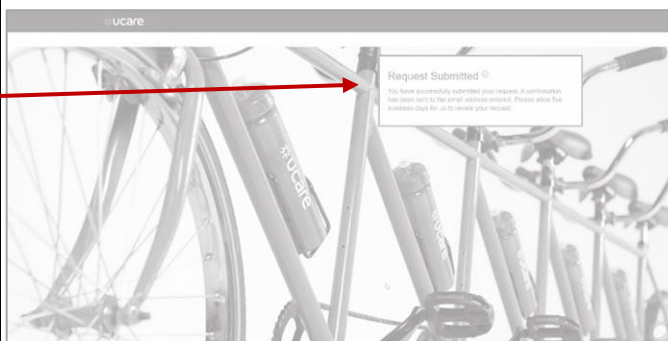 ucare
Request Submitted
You have successfully submitted your request. A confirmation
has been sent to the email address entered. Please allow five
business days for us to review your request.
ucare
ucare